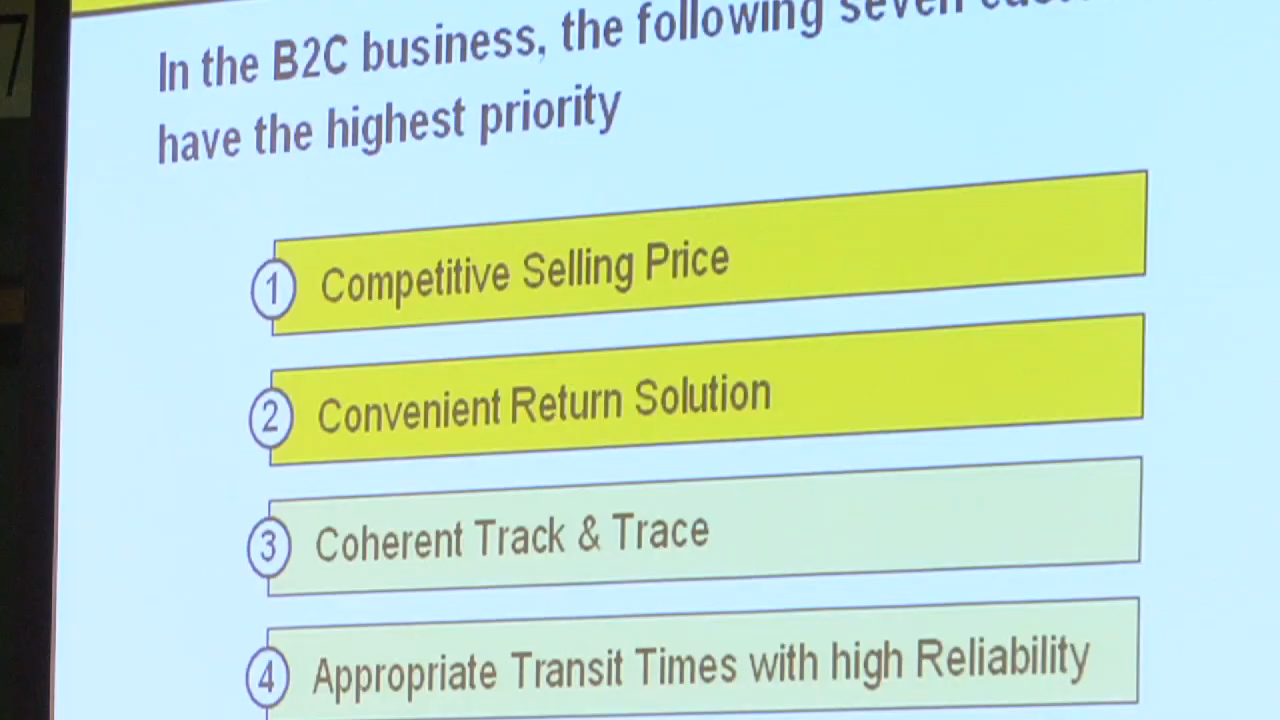 In the B2C business, the following seven
have the highest priority
1 Competitive Selling Price
2 Convenient Return Solution
3 Coherent Track & Trace
4 Appropriate Transit Times with high Reliability
7